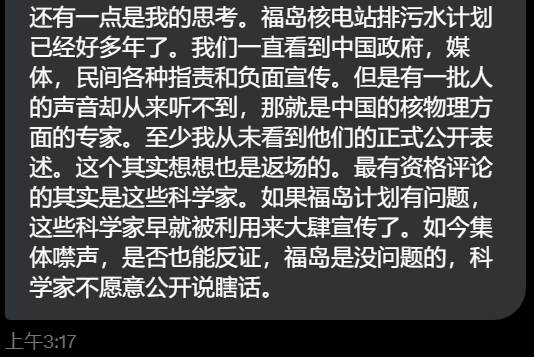 还有一点是我的思考。福岛核电站排污水计划
已经好多年了。我们一直看到中国政府，媒
体，民间各种指责和负面宣传。但是有一批人
的声音却从来听不到，那就是中国的核物理方
面的专家。至少我从未看到他们的正式公开表
述。这个其实想想也是返场的。最有资格评论
的其实是这些科学家。如果福岛计划有问题，
这些科学家早就被利用来大肆宣传了。如今集
体噤声，是否也能反证，福岛是没问题的，科
学家不愿意公开说瞎话。
上午3:17